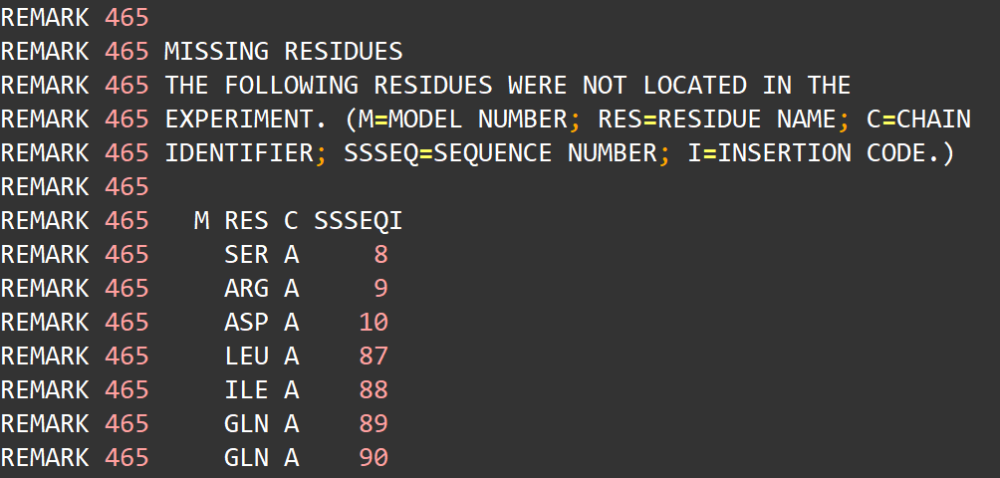 REMARK 465
REMARK 465 MISSING RESIDUES
REMARK 465 THE FOLLOWING RESIDUES WERE NOT LOCATED IN THE
REMARK 465 EXPERIMENT. (M=MODEL NUMBER; RES=RESIDUE NAME; C=CHAIN
REMARK 465 IDENTIFIER; SSSEQ=SEQUENCE NUMBER; I=INSERTION CODE.)
REMARK 465
REMARK 465   M RES C SSSEQI
REMARK 465     SER A     8
REMARK 465     ARG A     9
REMARK 465     ASP A    10
REMARK 465     LEU A    87
REMARK 465     ILE A    88
REMARK 465     GLN A    89
REMARK 465     GLN A    90